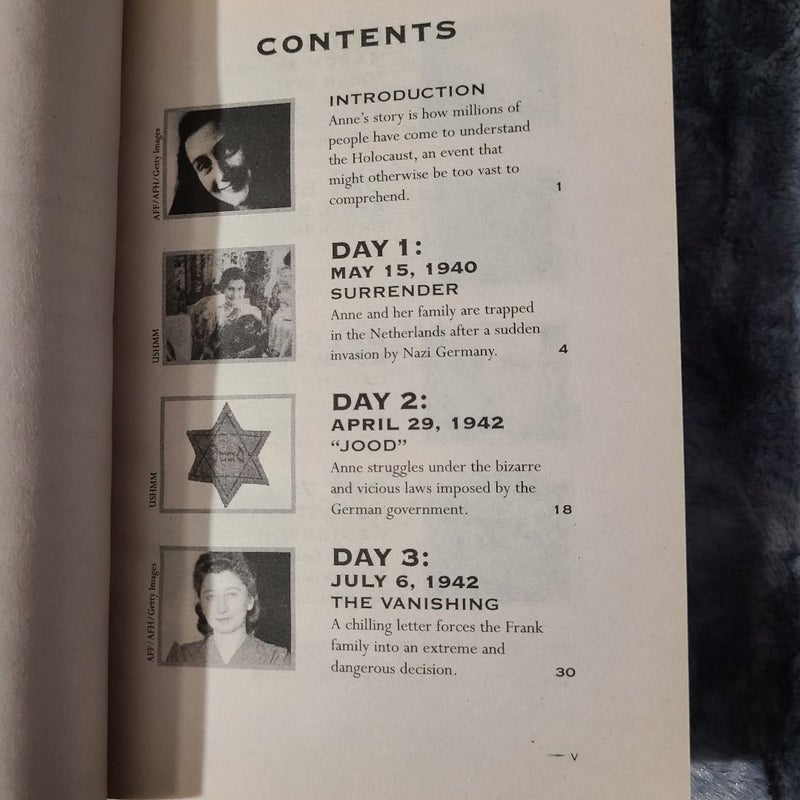 CONTENTS
INTRODUCTION
Anne's story is how millions of
people have come to understand
the Holocaust, an event that
might otherwise be too vast to
comprehend.
1
AFF/AFH/Getty Images
DAY 1:
MAY 15, 1940
SURRENDER
Anne and her family are trapped
in the Netherlands after a sudden
invasion by Nazi Germany.
4
USHMM
DAY 2:
APRIL 29, 1942
“JOOD”
Anne struggles under the bizarre
and vicious laws imposed by the
German government.
18
USHMM
DAY 3:
JULY 6, 1942
THE VANISHING
A chilling letter forces the Frank
family into an extreme and
dangerous decision.
30
AFF/AFH/Getty Images
v